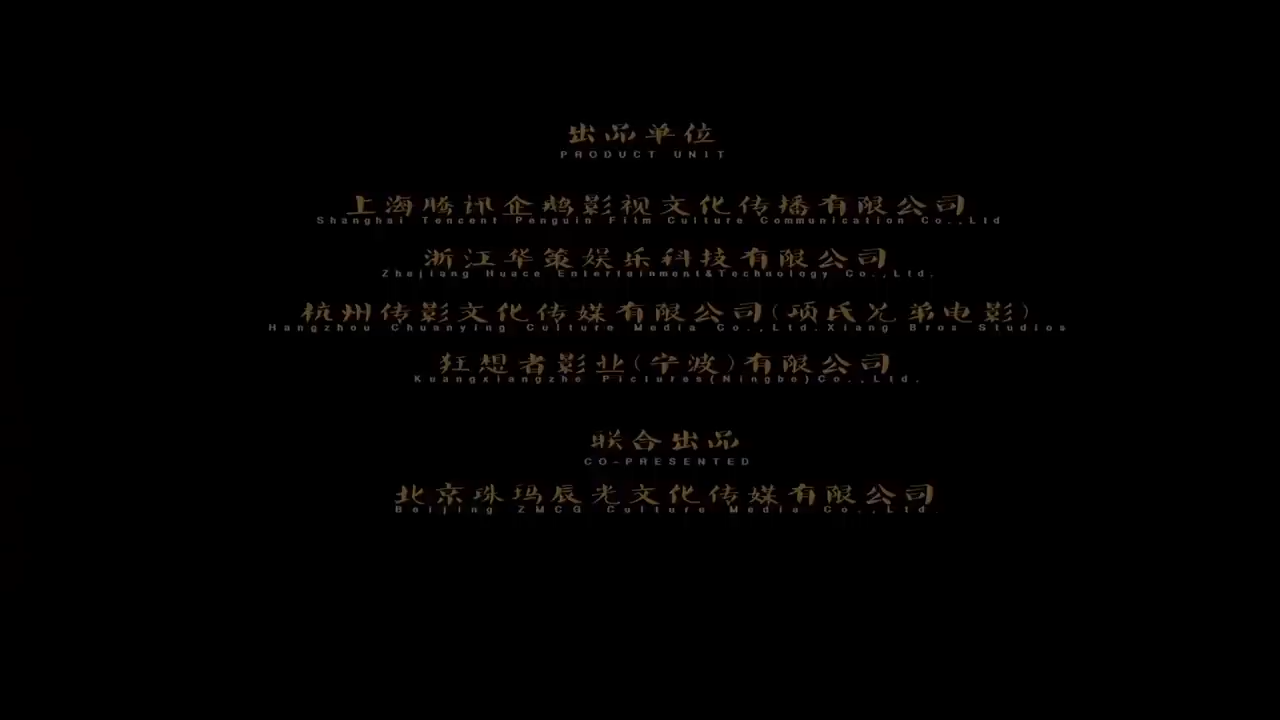 出品单位
PRODUCT UNIT
上海腾讯企鹅影视文化传播有限公司
Shanghai Tencent Penguin Film Culture Communication Co.,Ltd
浙江华策娱乐科技有限公司
Zhejiang Huace Entertainment&Technology Co.,Ltd.
杭州传影文化传媒有限公司(项氏兄弟电影)
Hangzhou Chuanying Culture Media Co.,Ltd.Xiang Bros Studios
狂想者影业(宁波)有限公司
Kuangxiangzhe Pictures(Ningbo)Co.,Ltd.
联合出品
CO-PRESENTED
北京珠玛辰光文化传媒有限公司
Beijing ZMCG Culture Media Co.,Ltd.